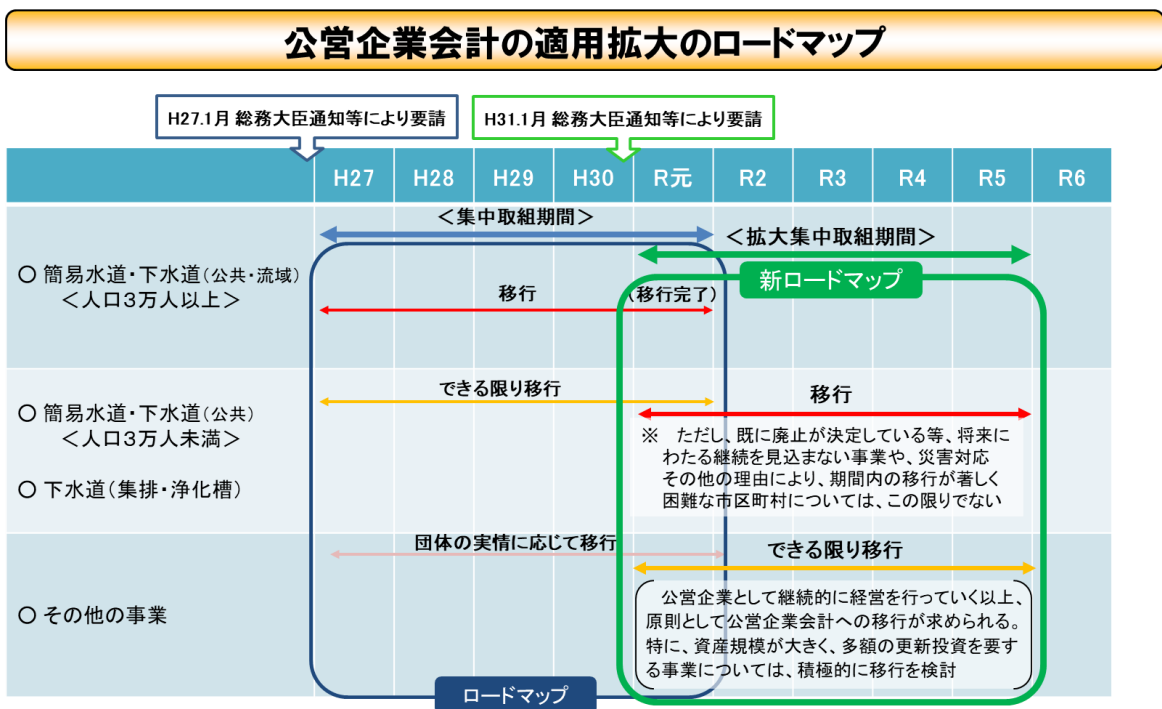 公営企業会計の適用拡大のロードマップ
H27.1月 総務大臣通知等により要請
H31.1月 総務大臣通知等により要請
H27 H28 H29 H30 R元 R2 R3 R4 R5 R6
＜集中取組期間＞
＜拡大集中取組期間＞
新ロードマップ
○ 簡易水道・下水道（公共・流域）
＜人口３万人以上＞
移行
（移行完了）
○ 簡易水道・下水道（公共）
＜人口３万人未満＞
○ 下水道（集排・浄化槽）
できる限り移行
移行
※ ただし、既に廃止が決定している等、将来に
わたる継続を見込まない事業や、災害対応
その他の理由により、期間内の移行が著しく
困難な市区町村については、この限りでない
○ その他の事業
団体の実情に応じて移行
できる限り移行
公営企業として継続的に経営を行っていく以上、
原則として公営企業会計への移行が求められる。
特に、資産規模が大きく、多額の更新投資を要す
る事業については、積極的に移行を検討
ロードマップ